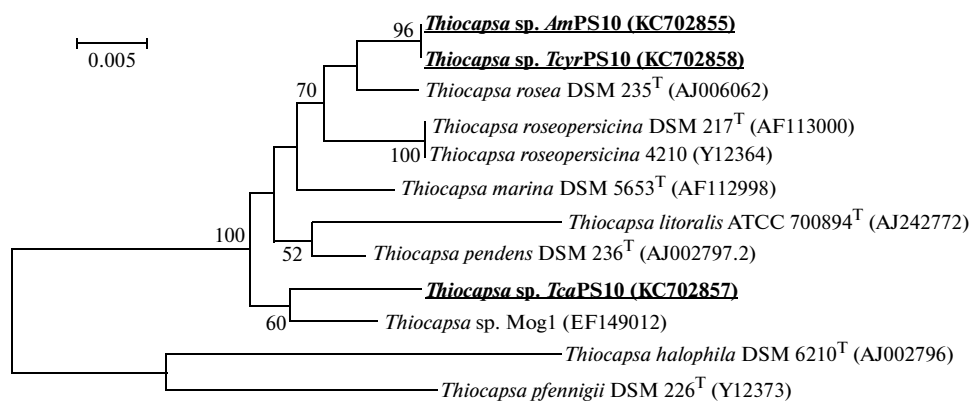 Thiocapsa sp. AmPS10 (KC702855)
96
0.005
Thiocapsa sp. TcyrPS10 (KC702858)
70
Thiocapsa rosea DSM 235T (AJ006062)
Thiocapsa roseopersicina DSM 217T (AF113000)
100
Thiocapsa roseopersicina 4210 (Y12364)
Thiocapsa marina DSM 5653T (AF112998)
Thiocapsa litoralis ATCC 700894T (AJ242772)
100
52
Thiocapsa pendens DSM 236T (AJ002797.2)
Thiocapsa sp. TcaPS10 (KC702857)
60
Thiocapsa sp. Mog1 (EF149012)
Thiocapsa halophila DSM 6210T (AJ002796)
Thiocapsa pfennigii DSM 226T (Y12373)